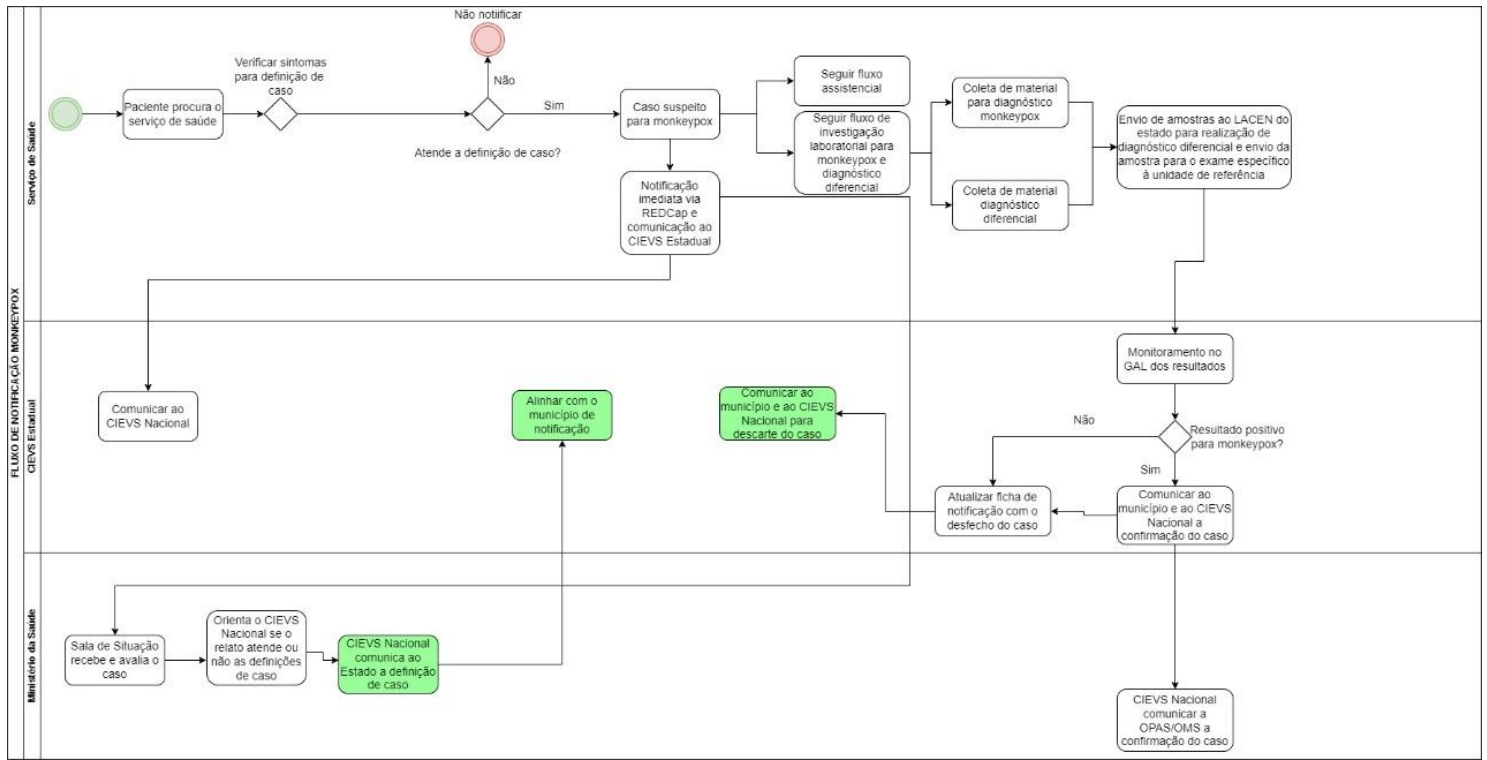 FLUXO DE NOTIFICAÇÃO MONKEYPOX
Serviço de Saúde
Não notiificar
Verificar sintomas
para definição de
caso
Paciente procura o
serviço de saúde
Não
Sim
Atende a definição de caso?
Caso suspeito
para monkeypox
Seguir fluxo
assistencial
Seguir fluxo de
investigação
laboratorial para
monkeypox e
diagnóstico
diferencial
Coleta de material
para diagnóstico
monkeypox
Coleta de material
diagnóstico
diferencial
Envio de amostras ao LACEN do
estado para realização de
diagnóstico diferencial e envio da
amostra para o exame específico
à unidade de referência
Notificação
imediata via
REDCap e
comunicação ao
CIEVS Estadual
CIEVS Estadual
Comunicar ao
CIEVS Nacional
Alinhar com o
município de
notificação
Comunicar ao
município e ao CIEVS
Nacional para
descarte do caso
Monitoramento no
GAL dos resultados
Não
Resultado positivo
para monkeypox?
Sim
Atualizar ficha de
notificação com o
desfecho do caso
Comunicar ao
município e ao CIEVS
Nacional a
confirmação do caso
Ministério da Saúde
Sala de Situação
recebe e avalia o
caso
Orienta o CIEVS
Nacional se o
relato atende ou
não as definições
de caso
CIEVS Nacional
comunica ao
Estado a definição
de caso
CIEVS Nacional
comunicar a
OPAS/OMS a
confirmação do caso